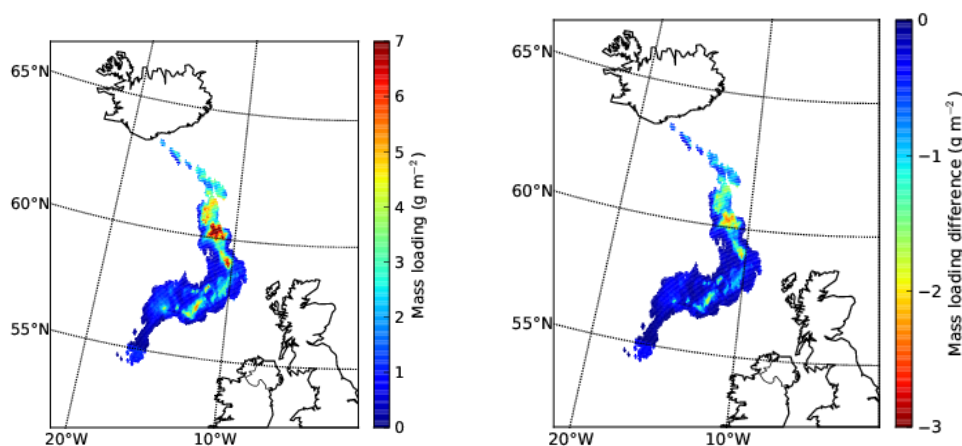 65°N
60°N
55°N
20°W
10°W
7
6
5
4
3
2
1
0
Mass loading (g m⁻²)
65°N
60°N
55°N
20°W
10°W
0
−1
−2
−3
Mass loading difference (g m⁻²)